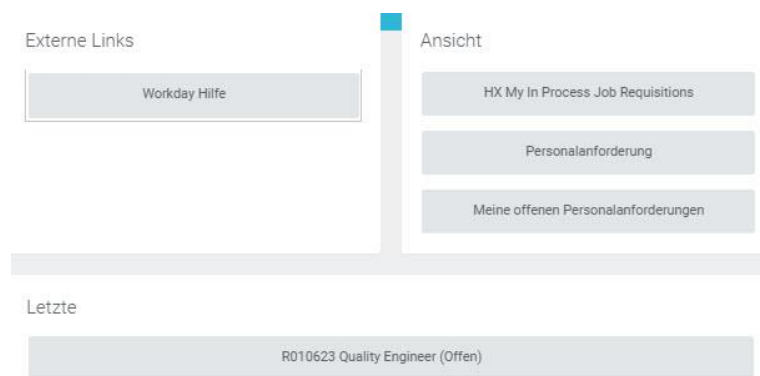 Externe Links
Workday Hilfe
Ansicht
HX My In Process Job Requisitions
Personalanforderung
Meine offenen Personalanforderungen
Letzte
R010623 Quality Engineer (Offen)